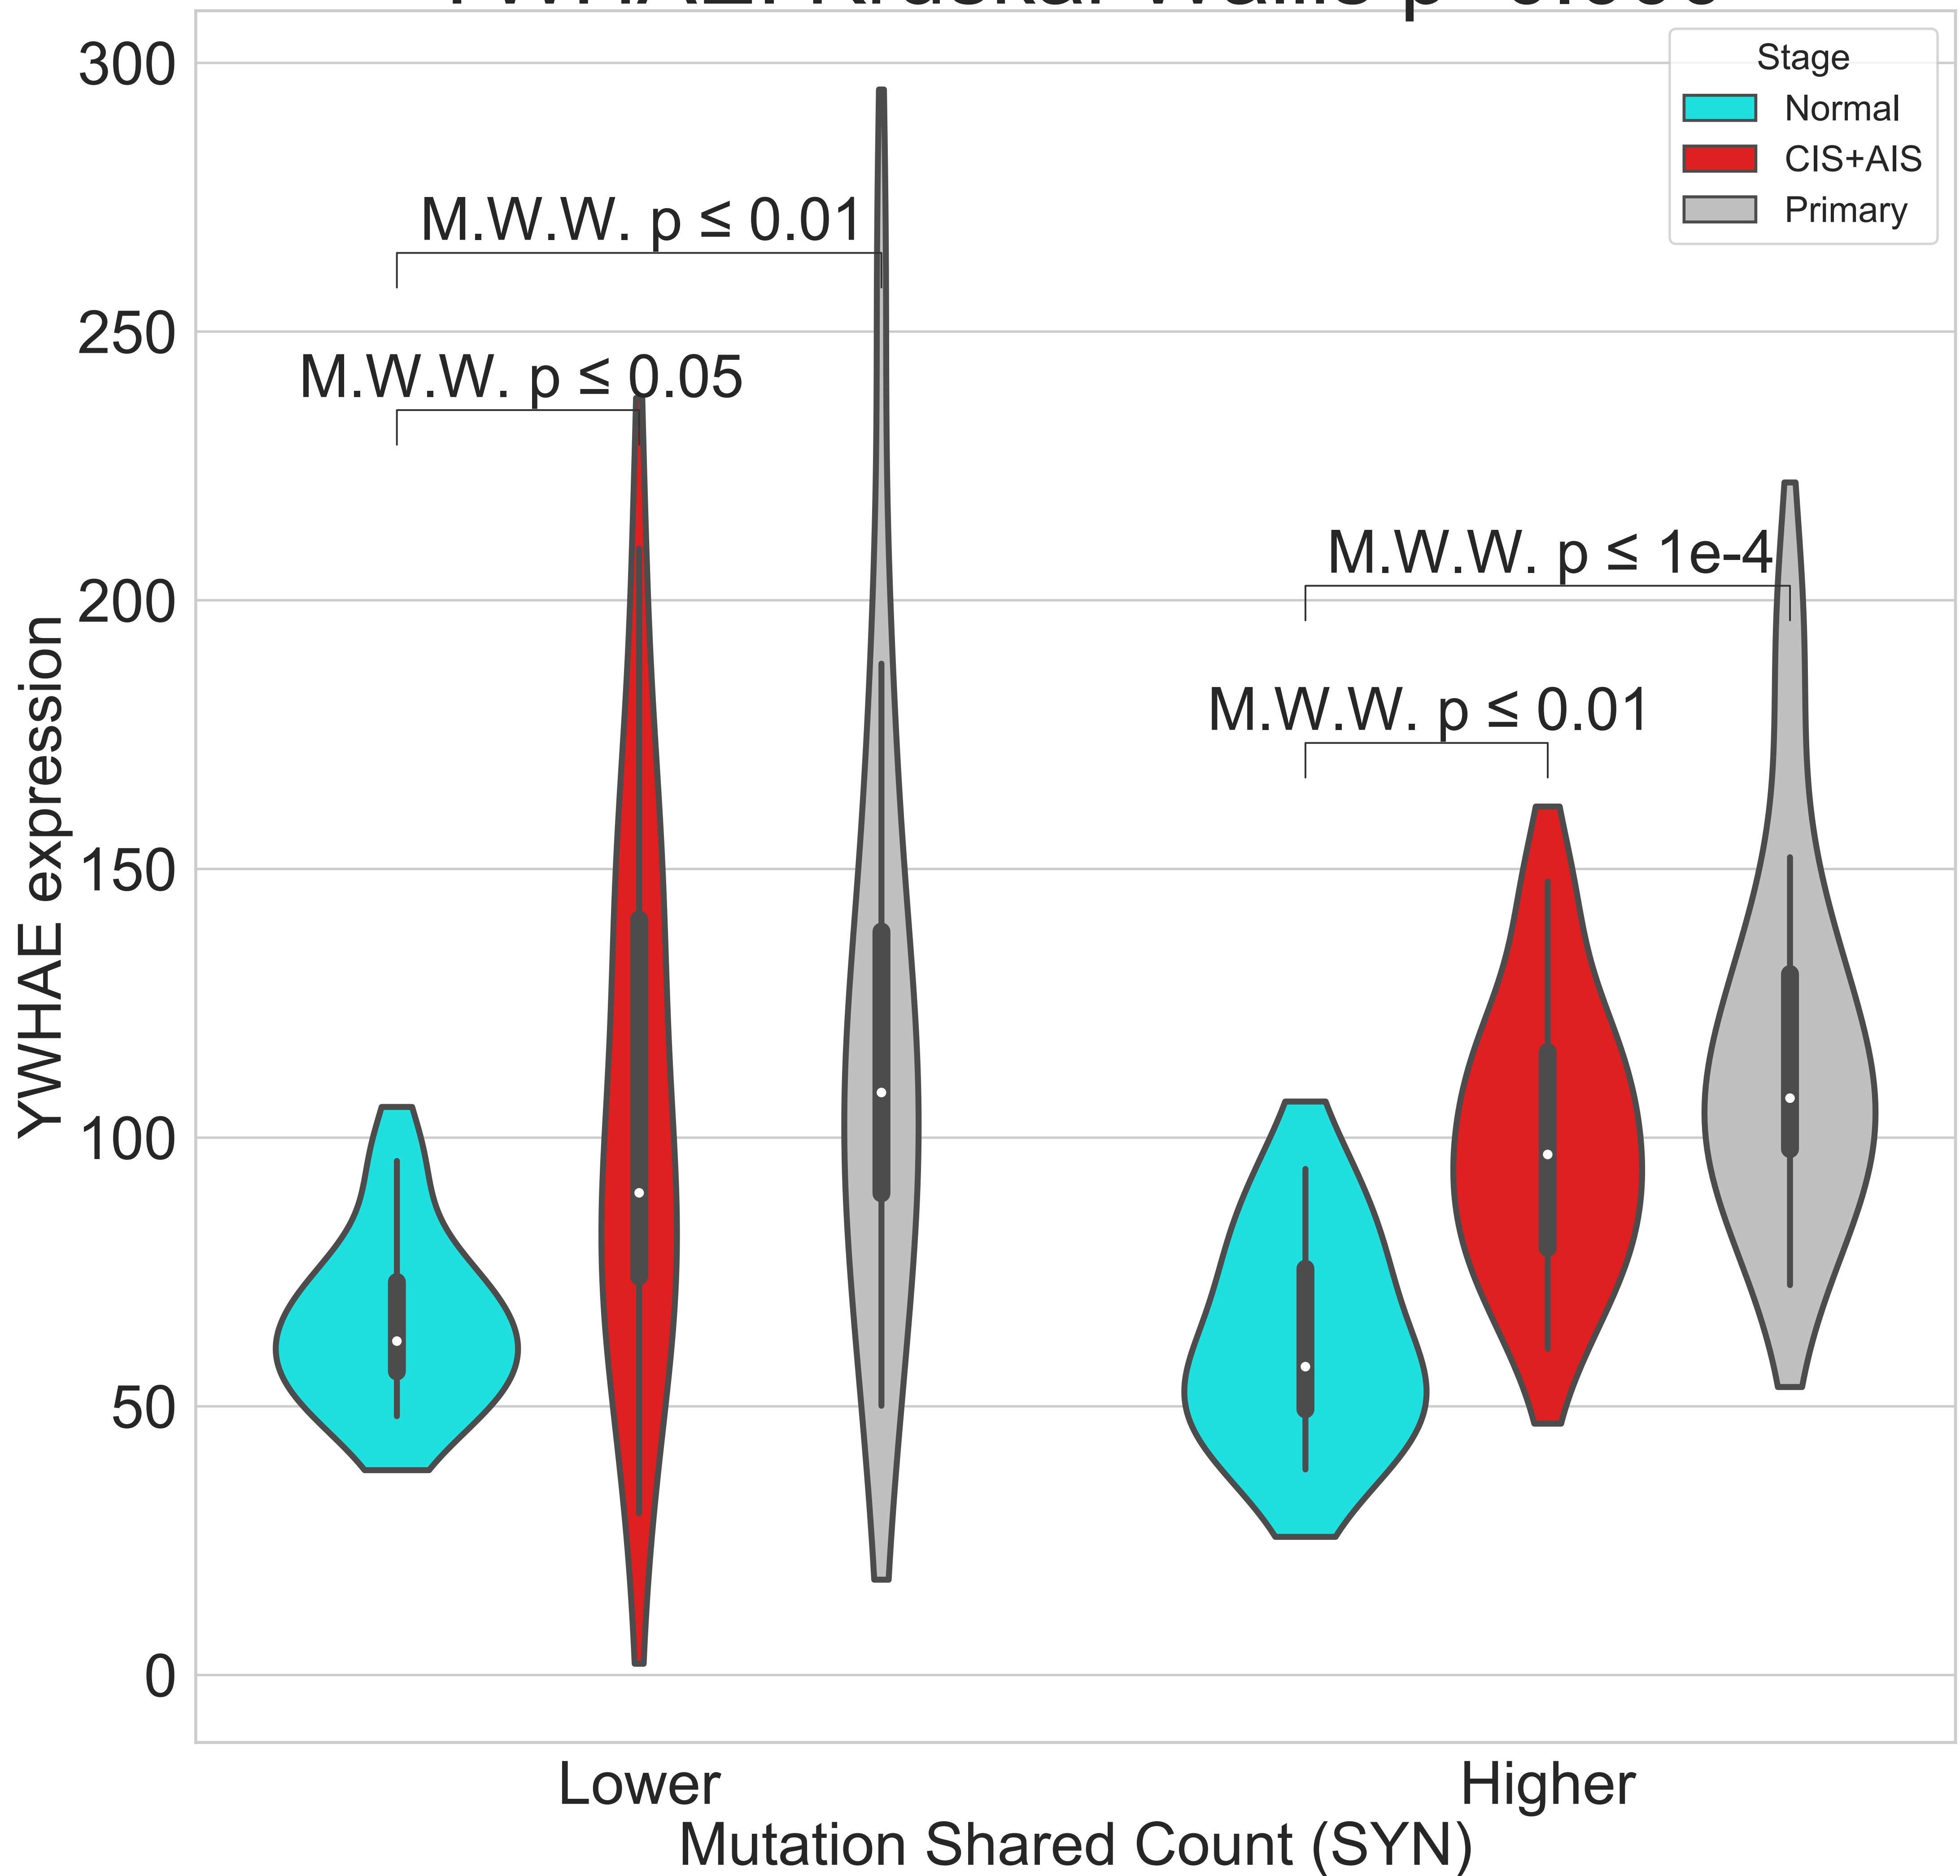 300
250
200
150
100
50
0
YWHAE expression
Stage
Normal
CIS+AIS
Primary
M.W.W. p ≤ 0.01
M.W.W. p ≤ 0.05
M.W.W. p ≤ 1e-4
M.W.W. p ≤ 0.01
Lower
Higher
Mutation Shared Count (SYN)